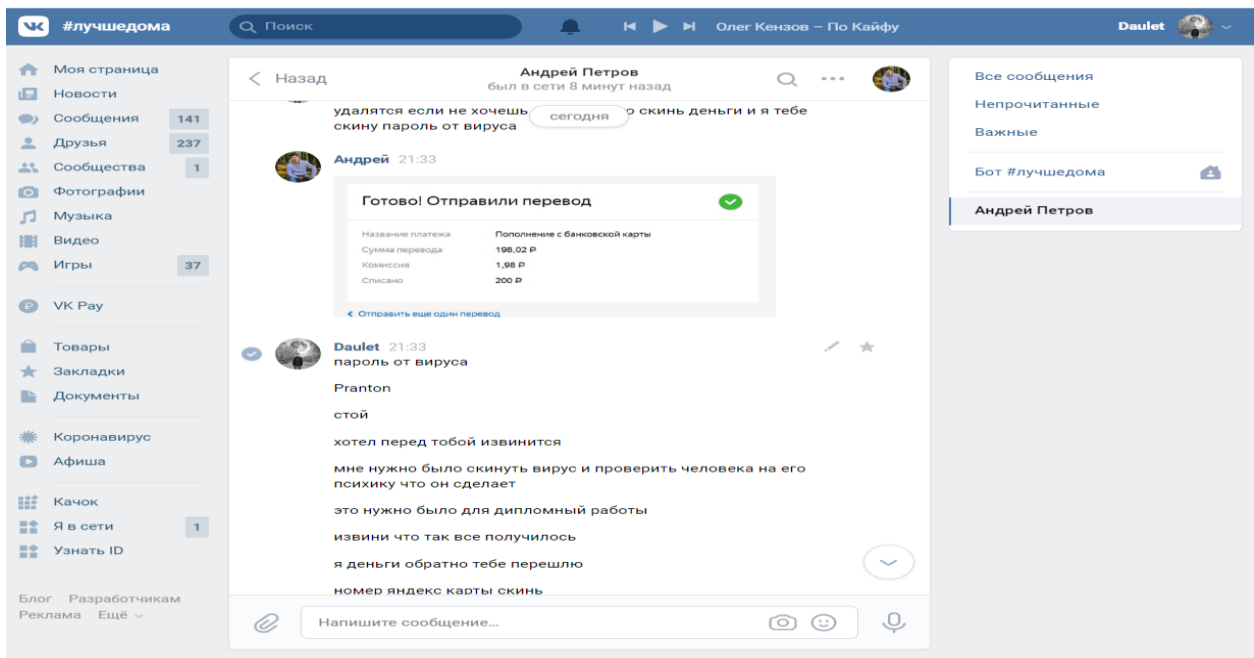 #лучшедома
Поиск
Олег Кензов – По Кайфу
Daulet
Моя страница
Новости
Сообщения 141
Друзья 237
Сообщества 1
Фотографии
Музыка
Видео
Игры 37
VK Pay
Товары
Закладки
Документы
Коронавирус
Афиша
Качок
Я в сети 1
Узнать ID
Блог Разработчикам
Реклама Ещё
Назад
Андрей Петров
был в сети 8 минут назад
удалятся если не хочешь скинь деньги и я тебе
сегодня
скину пароль от вируса
Андрей 21:33
Готово! Отправили перевод
Название платежа Пополнение с банковской карты
Сумма перевода 198,02 ₽
Комиссия 1,98 ₽
Списано 200 ₽
Отправить еще один перевод
Daulet 21:33
пароль от вируса
Pranton
стой
хотел перед тобой извинится
мне нужно было скинуть вирус и проверить человека на его
психику что он сделает
это нужно было для дипломный работы
извини что так все получилось
я деньги обратно тебе перешлю
номер яндекс карты скинь
Напишите сообщение...
Все сообщения
Непрочитанные
Важные
Бот #лучшедома
Андрей Петров